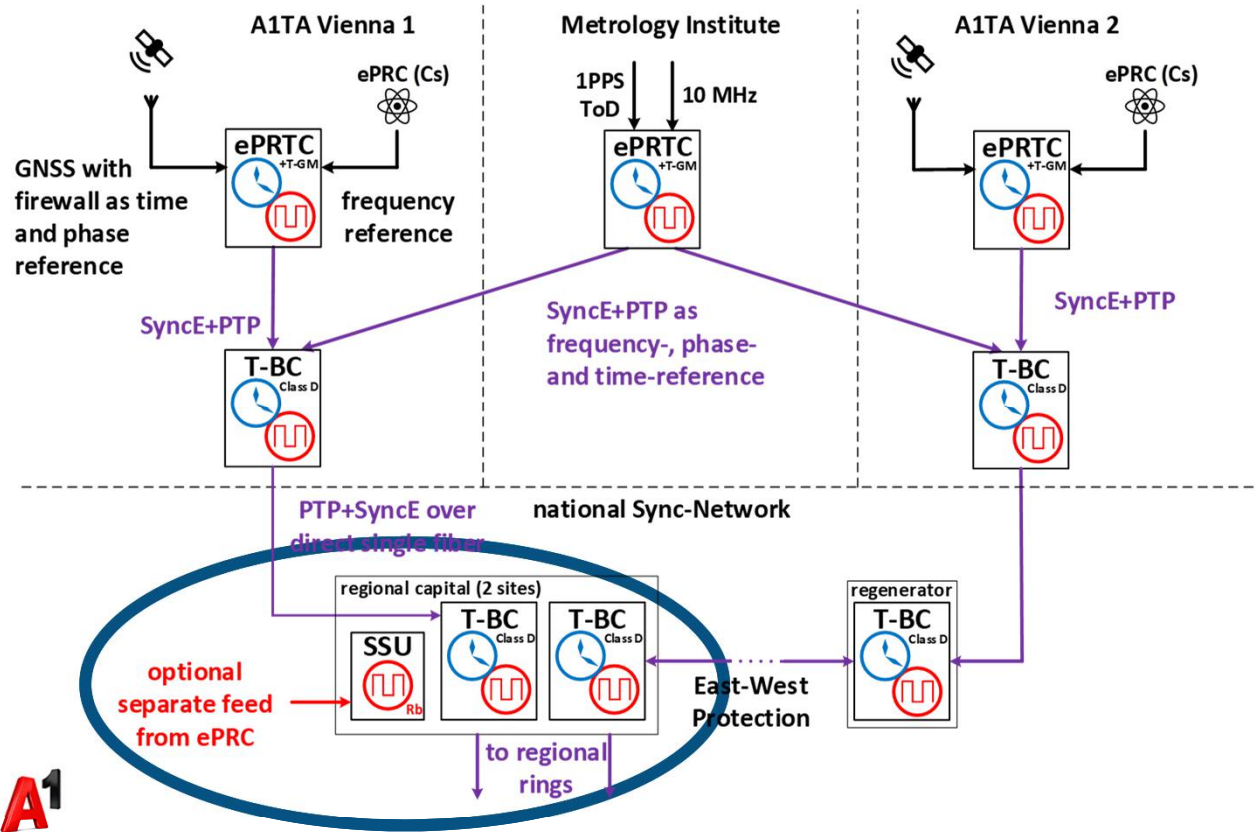 A1TA Vienna 1
Metrology Institute
A1TA Vienna 2
ePRC (Cs)
1PPS
ToD
10 MHz
ePRC (Cs)
ePRTC
+T-GM
ePRTC
+T-GM
ePRTC
+T-GM
GNSS with
firewall as time
and phase
reference
frequency
reference
SyncE+PTP
SyncE+PTP as
frequency-, phase-
and time-reference
SyncE+PTP
T-BC
Class D
T-BC
Class D
PTP+SyncE over
direct single fiber
national Sync-Network
regional capital (2 sites)
regenerator
SSU
Rb
T-BC
Class D
T-BC
Class D
T-BC
Class D
optional
separate feed
from ePRC
East-West
Protection
to regional
rings
A1